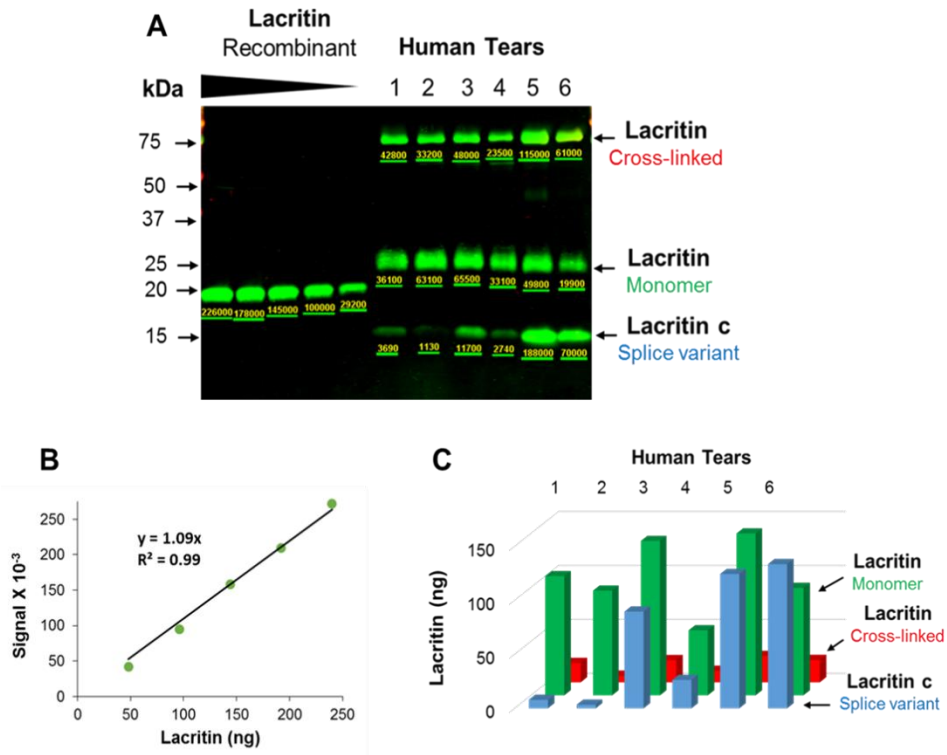 A
Lacritin
Recombinant
Human Tears
kDa
1 2 3 4 5 6
75
50
37
25
20
15
42800 33200 48000 23500 115000 61000
36100 63100 65500 33100 49800 19900
226000 178000 145000 100000 29200
3690 1130 11700 2740 188000 70000
Lacritin
Cross-linked
Lacritin
Monomer
Lacritin c
Splice variant
B
y = 1.09x
R² = 0.99
Signal X 10⁻³
250
200
150
100
50
0
0 50 100 150 200 250
Lacritin (ng)
C
Human Tears
1 2 3 4 5 6
Lacritin (ng)
150
100
50
0
Lacritin
Monomer
Lacritin
Cross-linked
Lacritin c
Splice variant